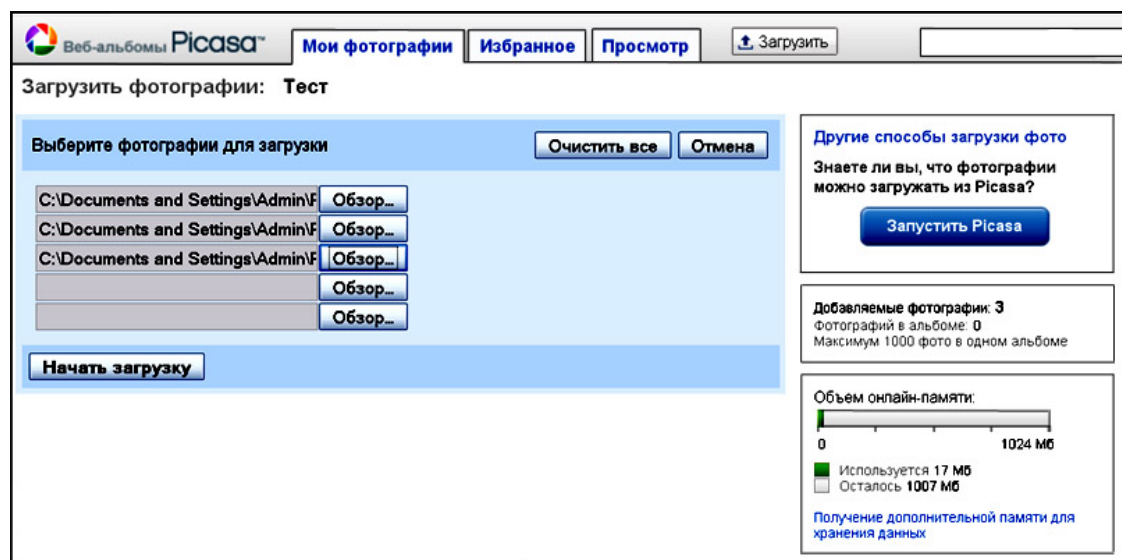 Веб-альбомы Picasa™
Мои фотографии
Избранное
Просмотр
Загрузить
Загрузить фотографии: Тест
Выберите фотографии для загрузки
Очистить все
Отмена
C:\Documents and Settings\Admin\F
Обзор...
C:\Documents and Settings\Admin\F
Обзор...
C:\Documents and Settings\Admin\F
Обзор...
Обзор...
Обзор...
Начать загрузку
Другие способы загрузки фото
Знаете ли вы, что фотографии
можно загружать из Picasa?
Запустить Picasa
Добавляемые фотографии: 3
Фотографий в альбоме: 0
Максимум 1000 фото в одном альбоме
Объем онлайн-памяти:
0
1024 Мб
Используется 17 Мб
Осталось 1007 Мб
Получение дополнительной памяти для
хранения данных